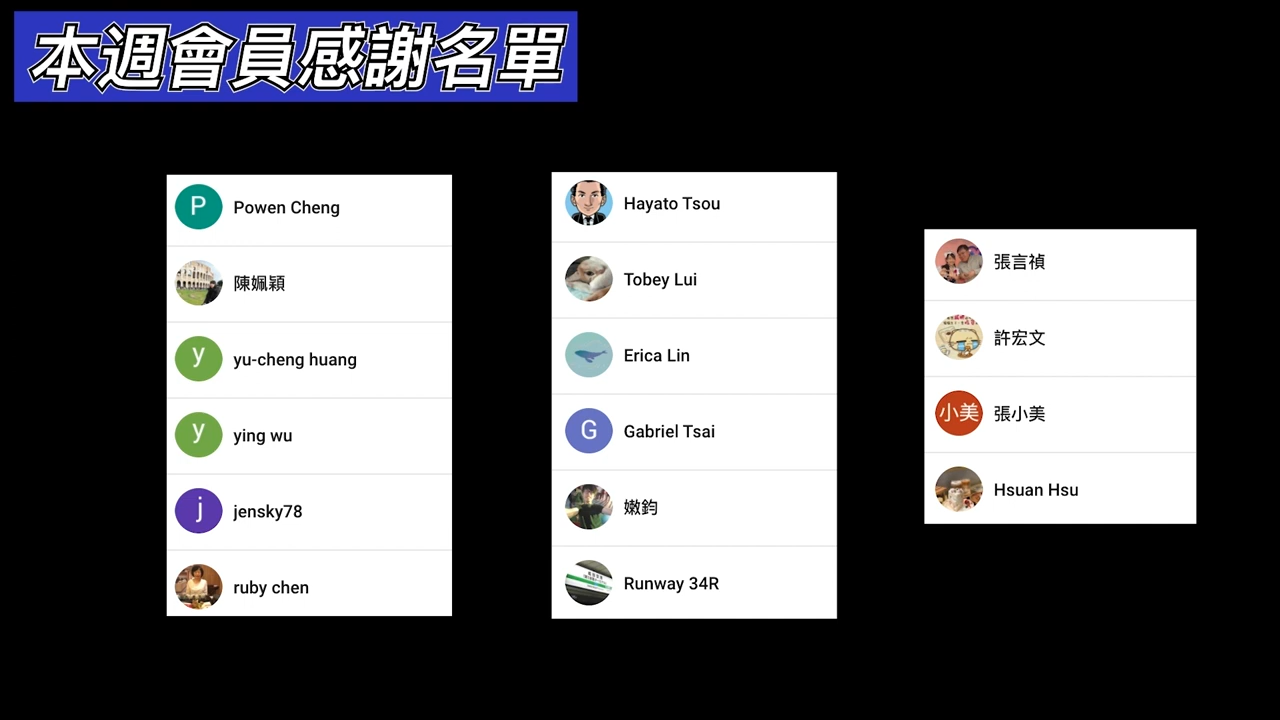 本週會員感謝名單
P
Powen Cheng
陳姵穎
y
yu-cheng huang
y
ying wu
j
jensky78
ruby chen
Hayato Tsou
Tobey Lui
Erica Lin
G
Gabriel Tsai
嫩鈞
Runway 34R
張言禎
許宏文
小美
張小美
Hsuan Hsu